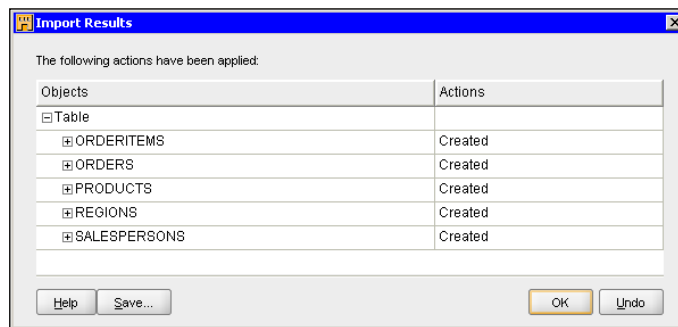 Import Results
The following actions have been applied:
Objects Actions
Table
ORDERITEMS Created
ORDERS Created
PRODUCTS Created
REGIONS Created
SALESPERSONS Created
Help Save... OK Undo